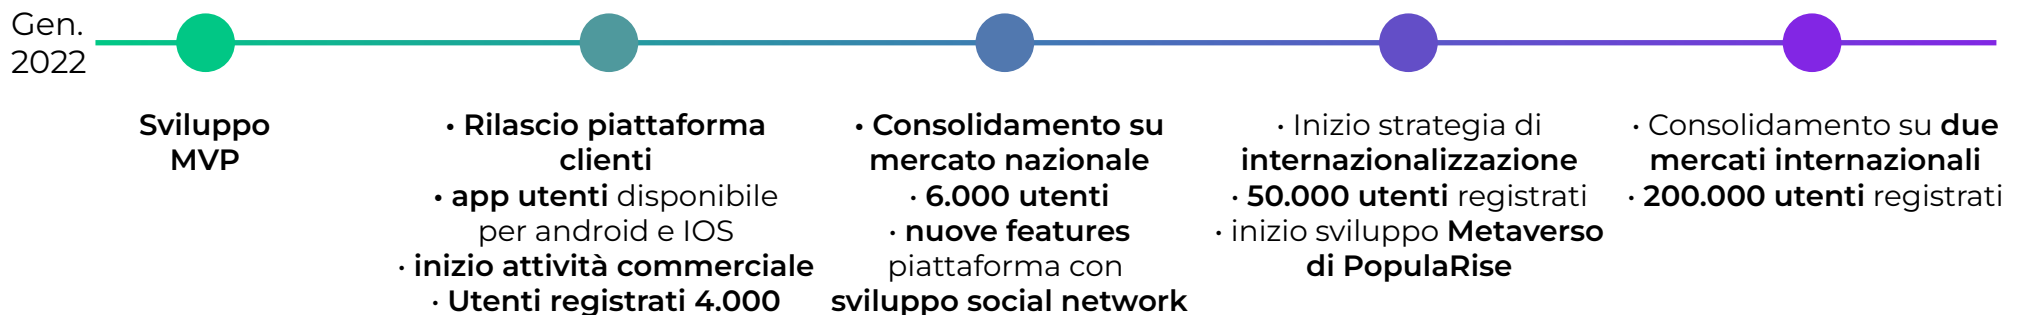 Gen.
2022
Sviluppo
MVP
• Rilascio piattaforma
clienti
• app utenti disponibile
per android e IOS
· inizio attività commerciale
· Utenti registrati 4.000
• Consolidamento su
mercato nazionale
· 6.000 utenti
· nuove features
piattaforma con
sviluppo social network
· Inizio strategia di
internazionalizzazione
· 50.000 utenti registrati
· inizio sviluppo Metaverso
di PopulaRise
· Consolidamento su due
mercati internazionali
· 200.000 utenti registrati